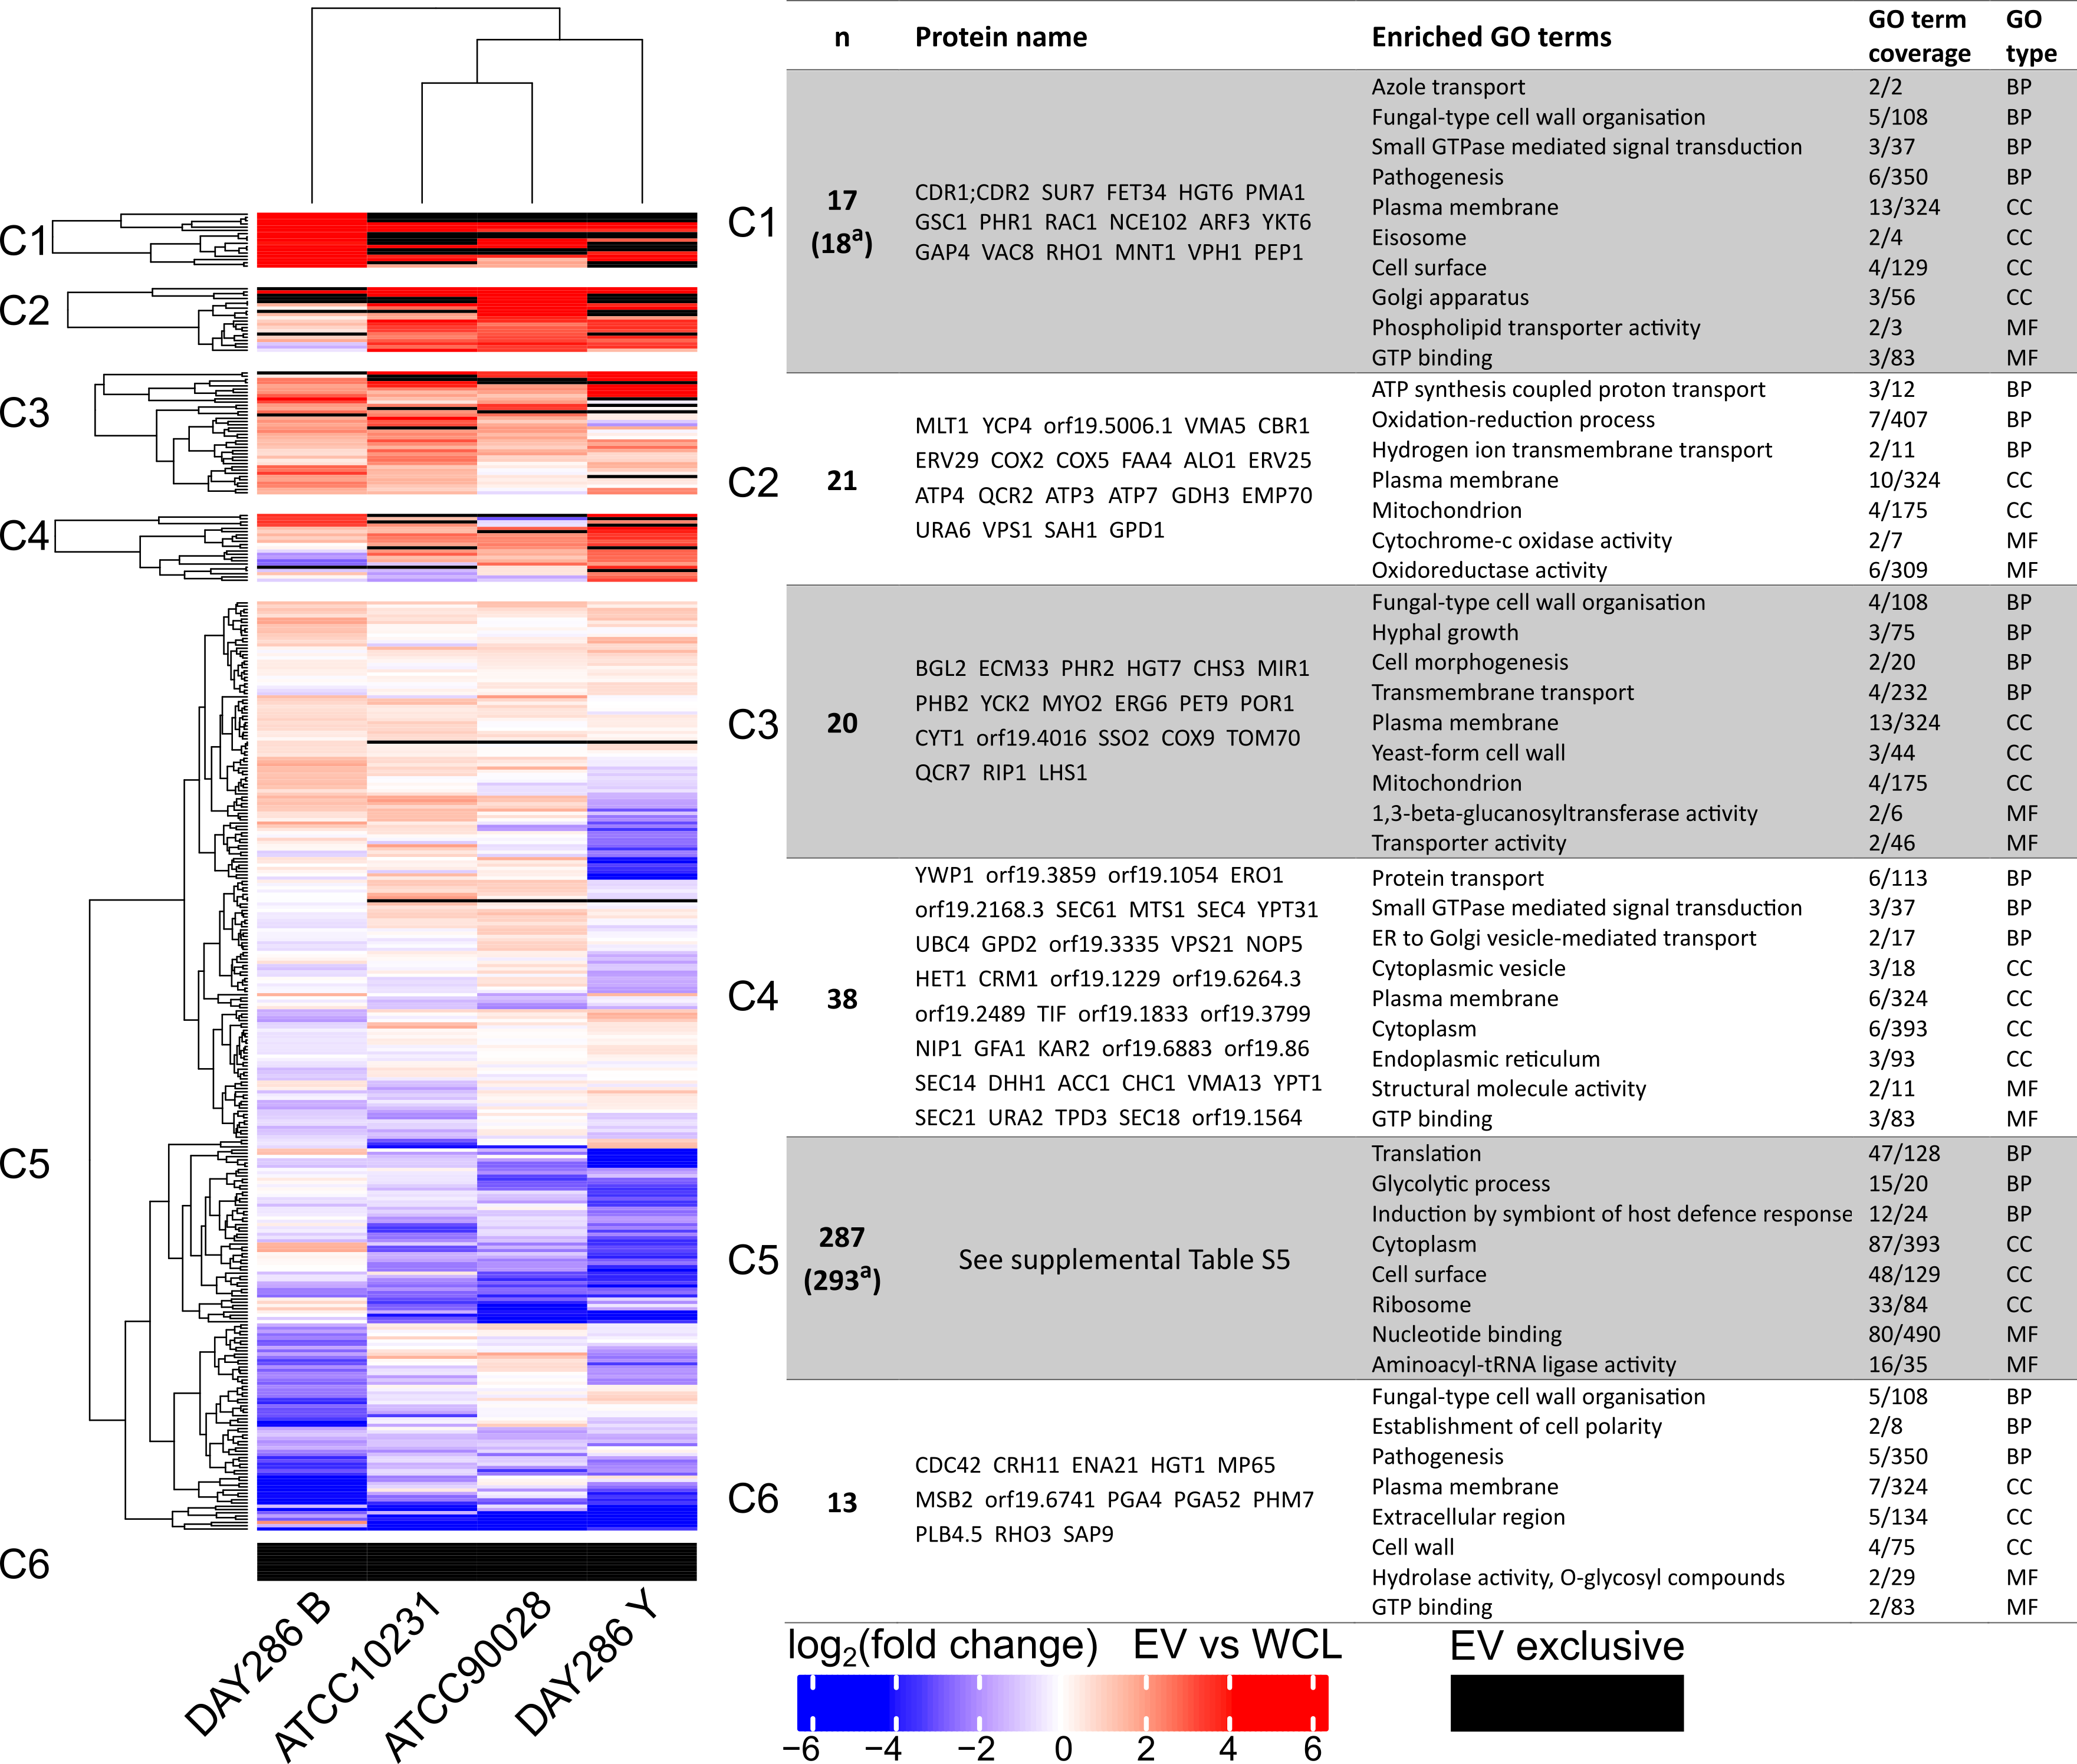 n Protein name Enriched GO terms GO term coverage GO type
C1
C2
C3
C4
C5
C6
DAY286 B
ATCC10231
ATCC90028
DAY286 Y
C1
17
(18a)
CDR1;CDR2 SUR7 FET34 HGT6 PMA1
GSC1 PHR1 RAC1 NCE102 ARF3 YKT6
GAP4 VAC8 RHO1 MNT1 VPH1 PEP1
Azole transport 2/2 BP
Fungal-type cell wall organisation 5/108 BP
Small GTPase mediated signal transduction 3/37 BP
Pathogenesis 6/350 BP
Plasma membrane 13/324 CC
Eisosome 2/4 CC
Cell surface 4/129 CC
Golgi apparatus 3/56 CC
Phospholipid transporter activity 2/3 MF
GTP binding 3/83 MF
C2
21
MLT1 YCP4 orf19.5006.1 VMA5 CBR1
ERV29 COX2 COX5 FAA4 ALO1 ERV25
ATP4 QCR2 ATP3 ATP7 GDH3 EMP70
URA6 VPS1 SAH1 GPD1
ATP synthesis coupled proton transport 3/12 BP
Oxidation-reduction process 7/407 BP
Hydrogen ion transmembrane transport 2/11 BP
Plasma membrane 10/324 CC
Mitochondrion 4/175 CC
Cytochrome-c oxidase activity 2/7 MF
Oxidoreductase activity 6/309 MF
C3
20
BGL2 ECM33 PHR2 HGT7 CHS3 MIR1
PHB2 YCK2 MYO2 ERG6 PET9 POR1
CYT1 orf19.4016 SSO2 COX9 TOM70
QCR7 RIP1 LHS1
Fungal-type cell wall organisation 4/108 BP
Hyphal growth 3/75 BP
Cell morphogenesis 2/20 BP
Transmembrane transport 4/232 BP
Plasma membrane 13/324 CC
Yeast-form cell wall 3/44 CC
Mitochondrion 4/175 CC
1,3-beta-glucanosyltransferase activity 2/6 MF
Transporter activity 2/46 MF
C4
38
YWP1 orf19.3859 orf19.1054 ERO1
orf19.2168.3 SEC61 MTS1 SEC4 YPT31
UBC4 GPD2 orf19.3335 VPS21 NOP5
HET1 CRM1 orf19.1229 orf19.6264.3
orf19.2489 TIF orf19.1833 orf19.3799
NIP1 GFA1 KAR2 orf19.6883 orf19.86
SEC14 DHH1 ACC1 CHC1 VMA13 YPT1
SEC21 URA2 TPD3 SEC18 orf19.1564
Protein transport 6/113 BP
Small GTPase mediated signal transduction 3/37 BP
ER to Golgi vesicle-mediated transport 2/17 BP
Cytoplasmic vesicle 3/18 CC
Plasma membrane 6/324 CC
Cytoplasm 6/393 CC
Endoplasmic reticulum 3/93 CC
Structural molecule activity 2/11 MF
GTP binding 3/83 MF
C5
287
(293a)
See supplemental Table S5
Translation 47/128 BP
Glycolytic process 15/20 BP
Induction by symbiont of host defence response 12/24 BP
Cytoplasm 87/393 CC
Cell surface 48/129 CC
Ribosome 33/84 CC
Nucleotide binding 80/490 MF
Aminoacyl-tRNA ligase activity 16/35 MF
C6
13
CDC42 CRH11 ENA21 HGT1 MP65
MSB2 orf19.6741 PGA4 PGA52 PHM7
PLB4.5 RHO3 SAP9
Fungal-type cell wall organisation 5/108 BP
Establishment of cell polarity 2/8 BP
Pathogenesis 5/350 BP
Plasma membrane 7/324 CC
Extracellular region 5/134 CC
Cell wall 4/75 CC
Hydrolase activity, O-glycosyl compounds 2/29 MF
GTP binding 2/83 MF
log2(fold change) EV vs WCL
−6 −4 −2 0 2 4 6
EV exclusive